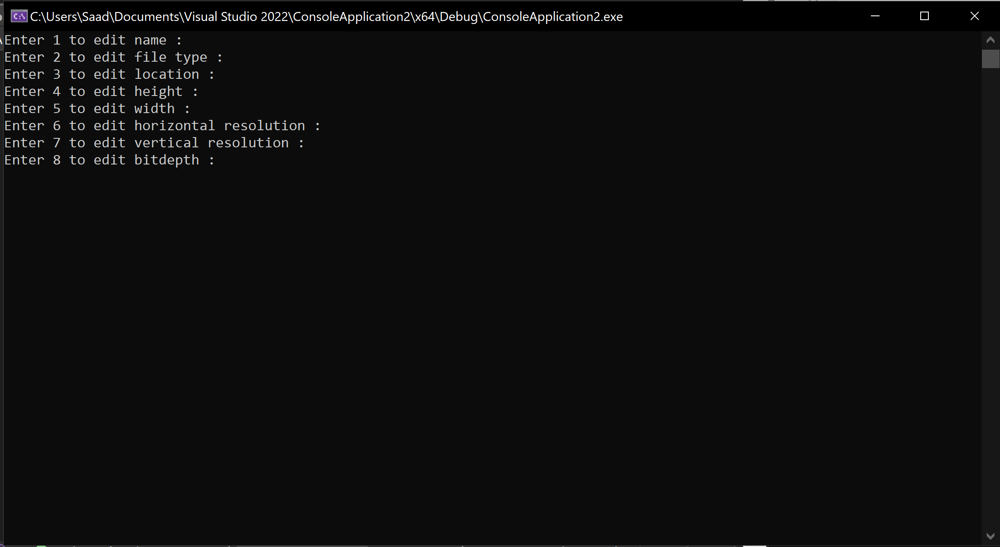 C:\Users\Saad\Documents\Visual Studio 2022\ConsoleApplication2\x64\Debug\ConsoleApplication2.exe
Enter 1 to edit name :
Enter 2 to edit file type :
Enter 3 to edit location :
Enter 4 to edit height :
Enter 5 to edit width :
Enter 6 to edit horizontal resolution :
Enter 7 to edit vertical resolution :
Enter 8 to edit bitdepth :